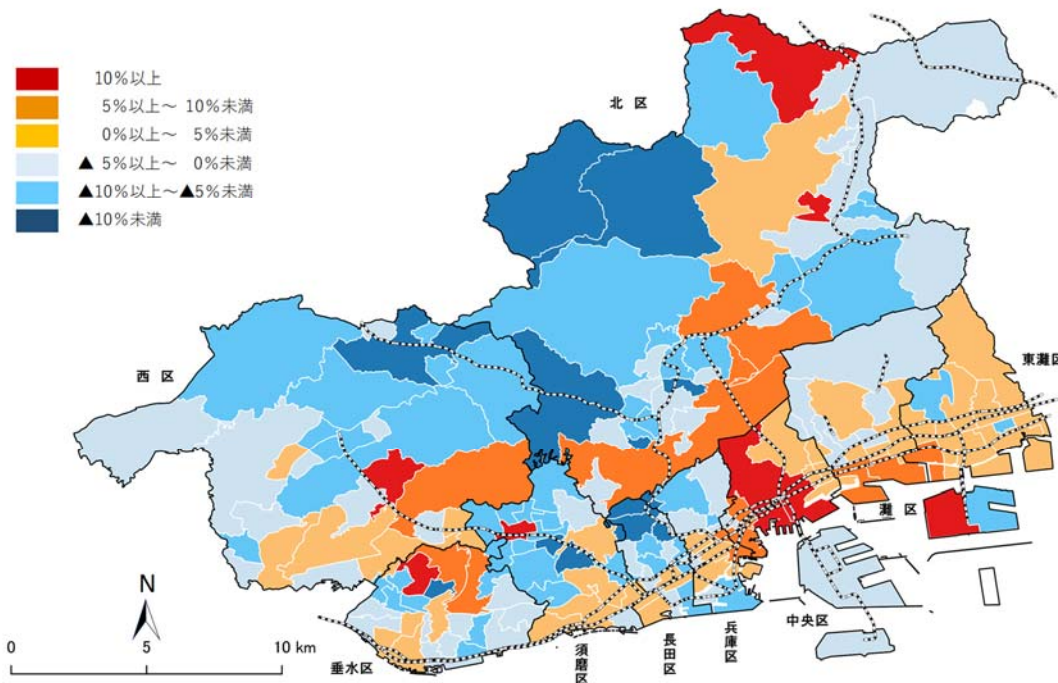 10%以上
5%以上～ 10%未満
0%以上～ 5%未満
▲ 5%以上～ 0%未満
▲10%以上～▲5%未満
▲10%未満
北 区
西 区
東灘区
灘 区
中央区
兵庫区
長田区
須磨区
垂水区
N
0 5 10 km